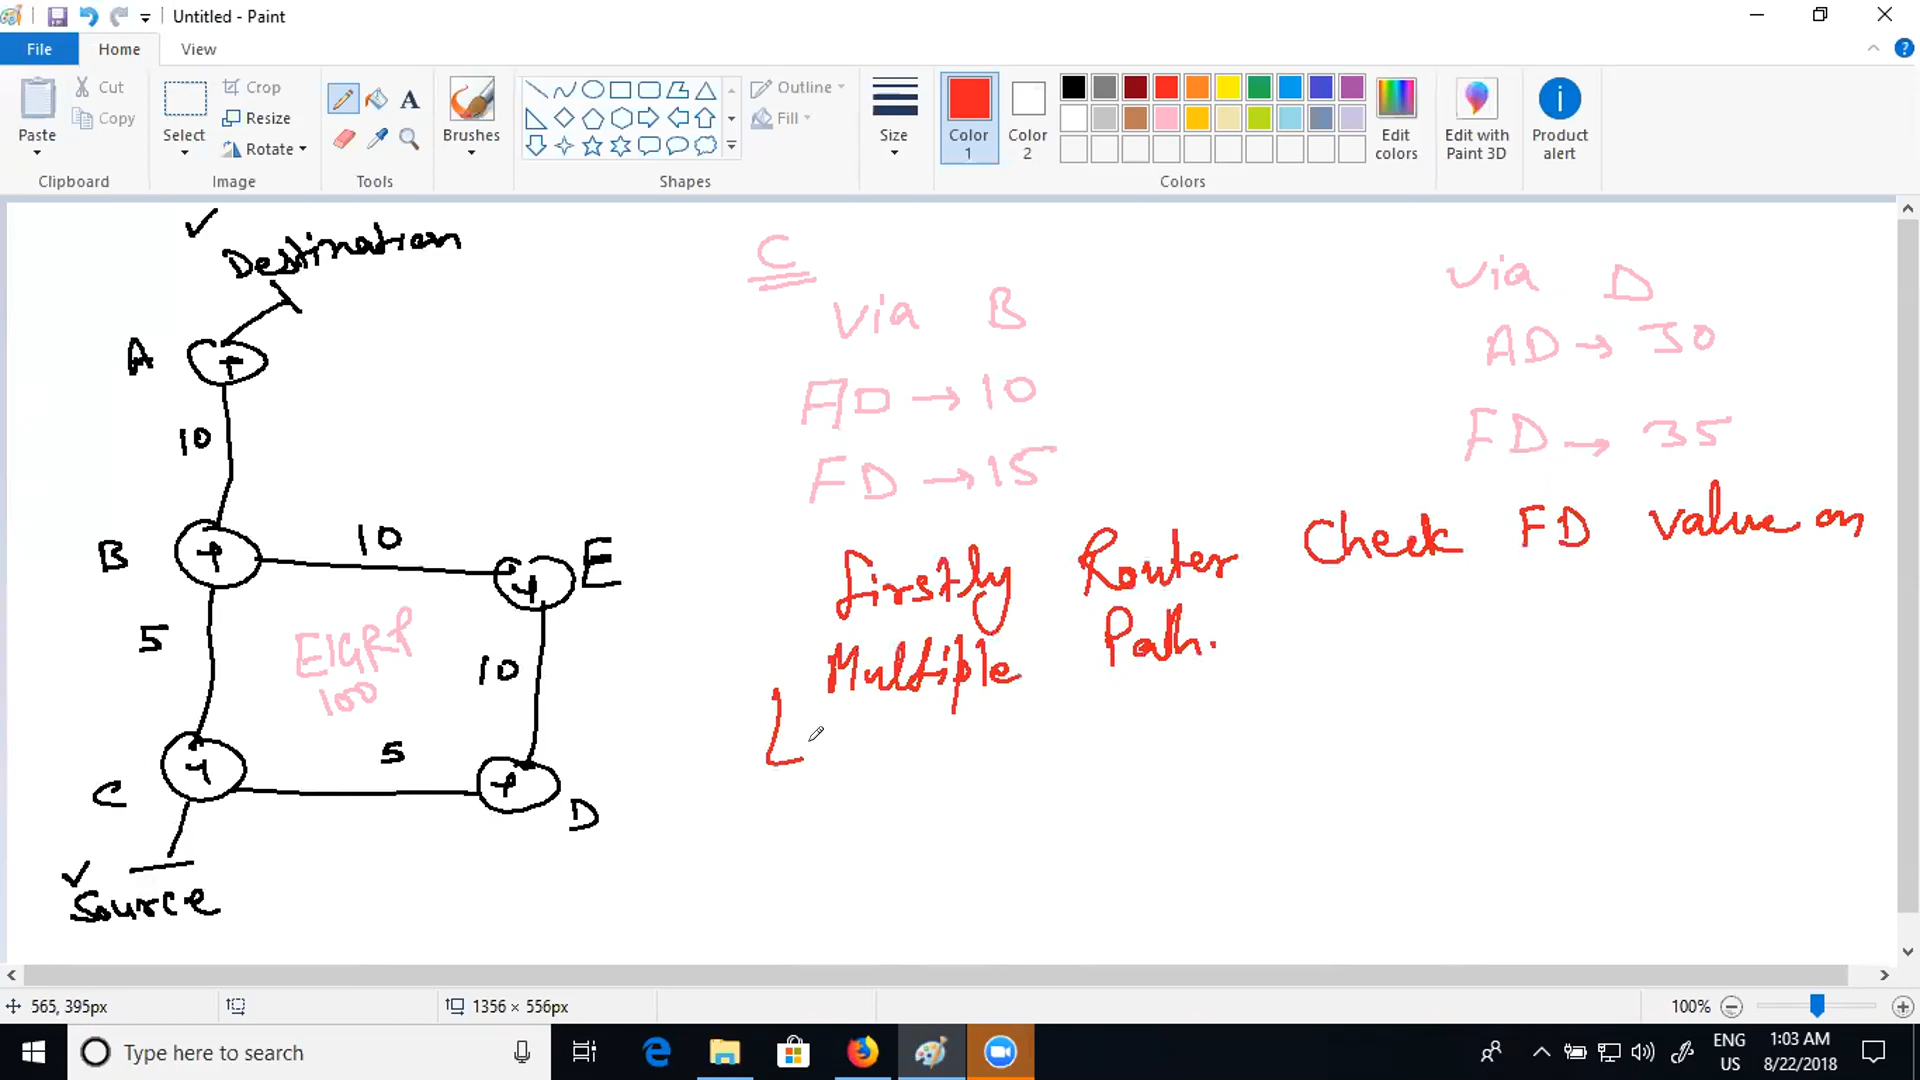 Untitled - Paint
File Home View
Paste
Cut
Copy
Clipboard
Select
Crop
Resize
Rotate
Image
Tools
Brushes
Shapes
Outline
Fill
Size
Color 1
Color 2
Edit colors
Colors
Edit with Paint 3D
Product alert
✓
Destination
A
10
B
10
E
5
EIGRP
100
10
5
C
D
✓
Source
C
Via B
AD → 10
FD → 15
Via D
AD → 30
FD → 35
firstly Router Check FD value on
Multiple Path.
L
565, 395px
1356 × 556px
100%
Type here to search
ENG
US
1:03 AM
8/22/2018